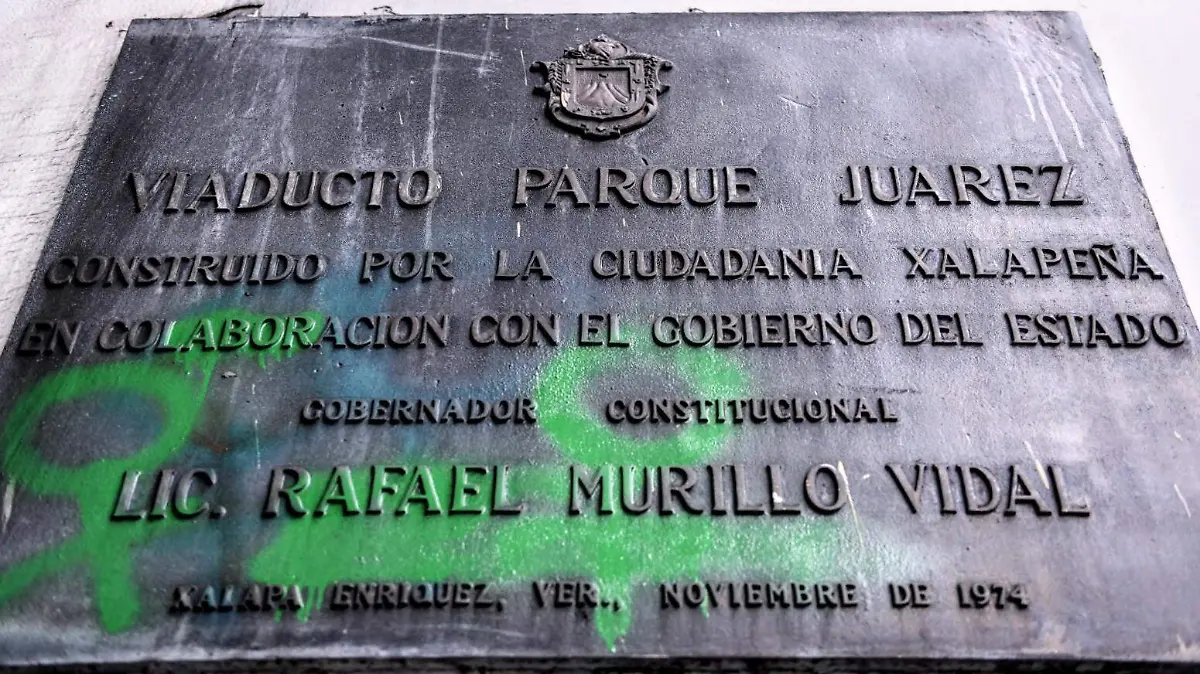 VIADUCTO PARQUE JUAREZ
CONSTRUIDO POR LA CIUDADANIA XALAPEÑA
EN COLABORACION CON EL GOBIERNO DEL ESTADO
GOBERNADOR CONSTITUCIONAL
LIC. RAFAEL MURILLO VIDAL
XALAPA ENRIQUEZ, VER., NOVIEMBRE DE 1974